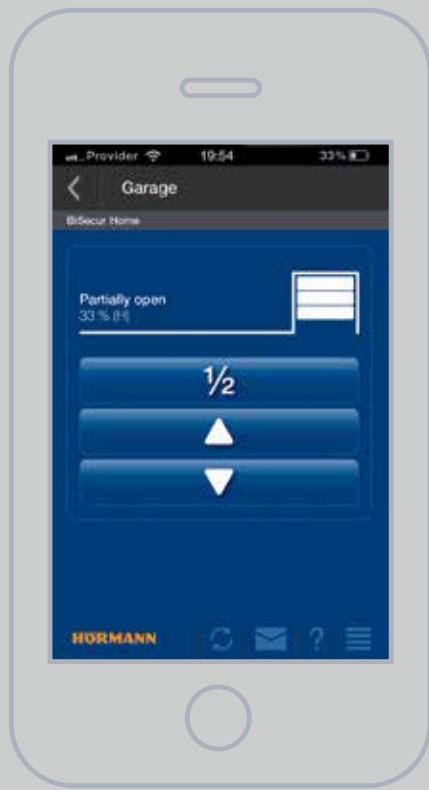 Provider 19:54 33%
Garage
BiSecur Home
Partially open
33 % (H)
1/2
HÖRMANN
?